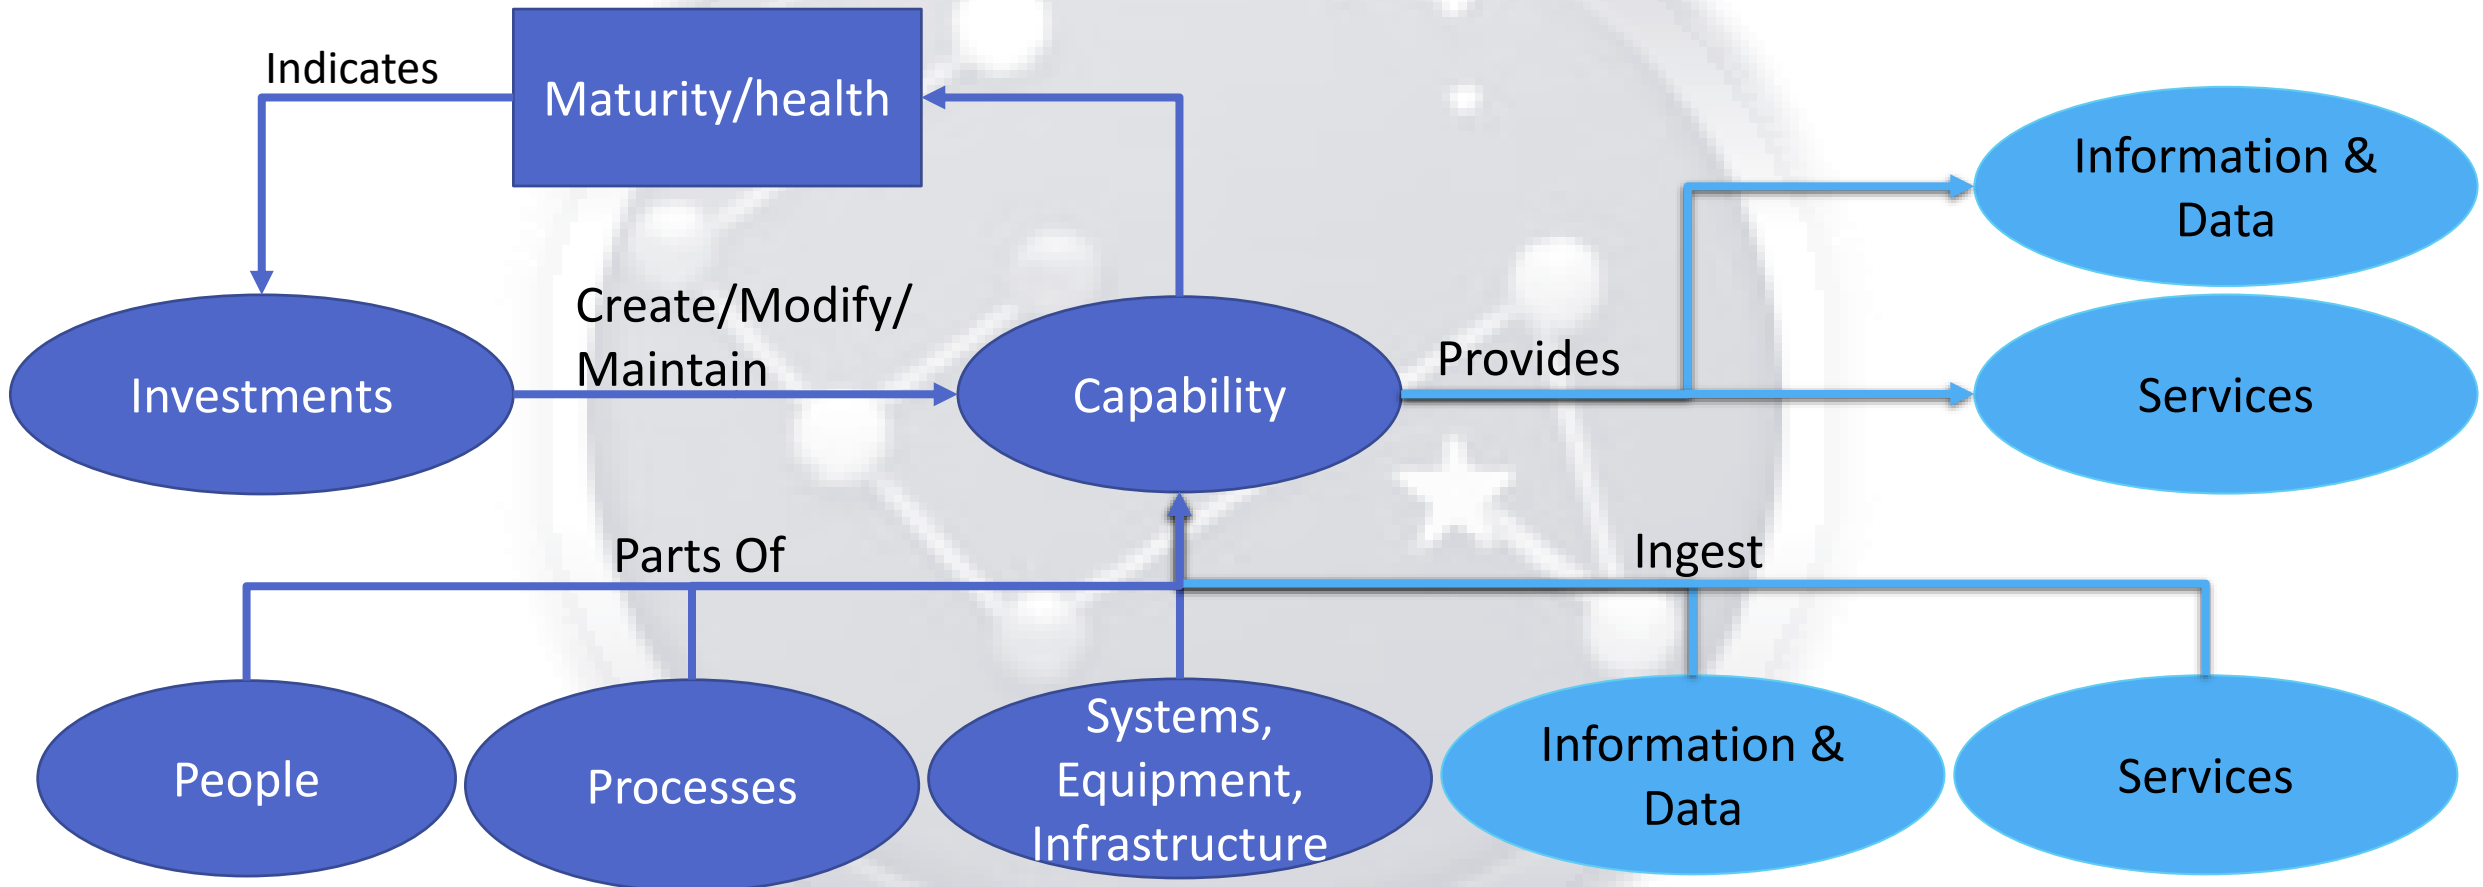 Indicates
Maturity/health
Information &
Data
Create/Modify/
Maintain
Investments
Capability
Provides
Services
Parts Of
Ingest
People
Processes
Systems,
Equipment,
Infrastructure
Information &
Data
Services